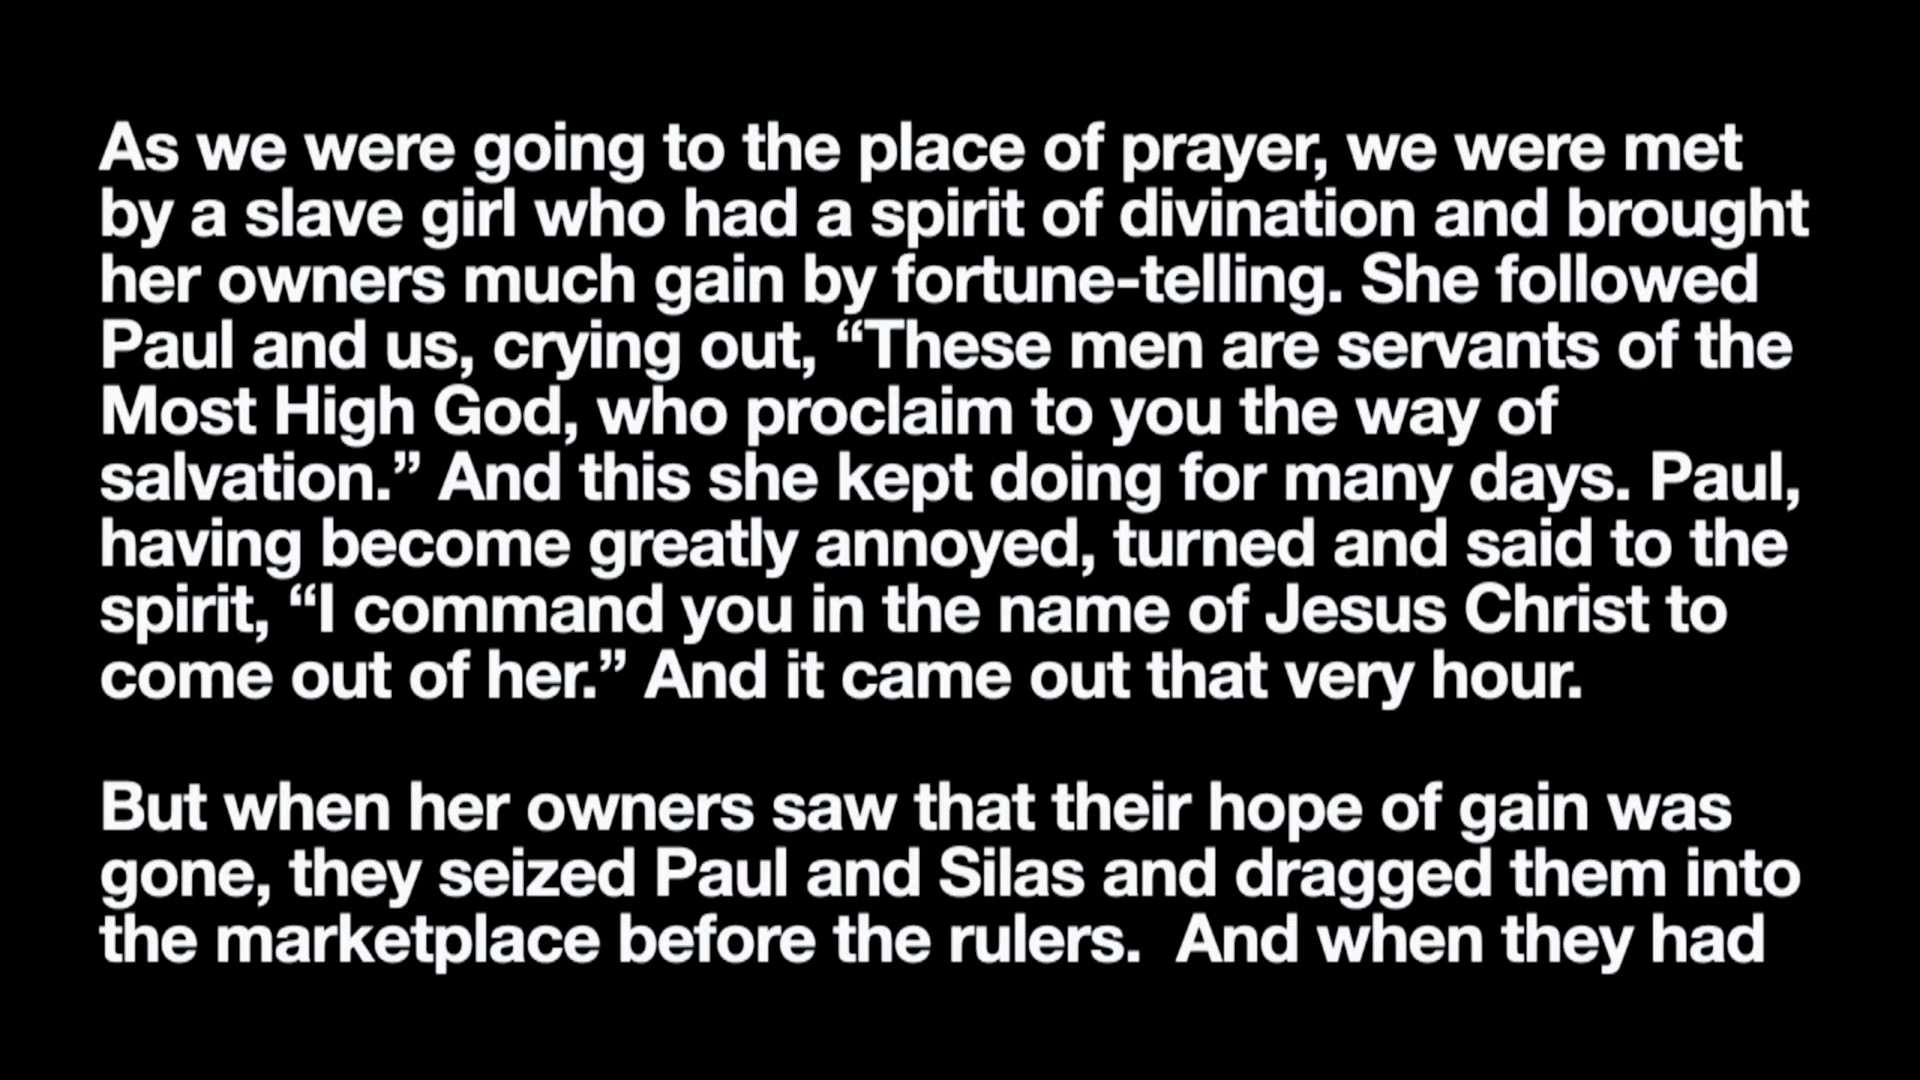 As we were going to the place of prayer, we were met
by a slave girl who had a spirit of divination and brought
her owners much gain by fortune-telling. She followed
Paul and us, crying out, “These men are servants of the
Most High God, who proclaim to you the way of
salvation.” And this she kept doing for many days. Paul,
having become greatly annoyed, turned and said to the
spirit, “I command you in the name of Jesus Christ to
come out of her.” And it came out that very hour.

But when her owners saw that their hope of gain was
gone, they seized Paul and Silas and dragged them into
the marketplace before the rulers.  And when they had